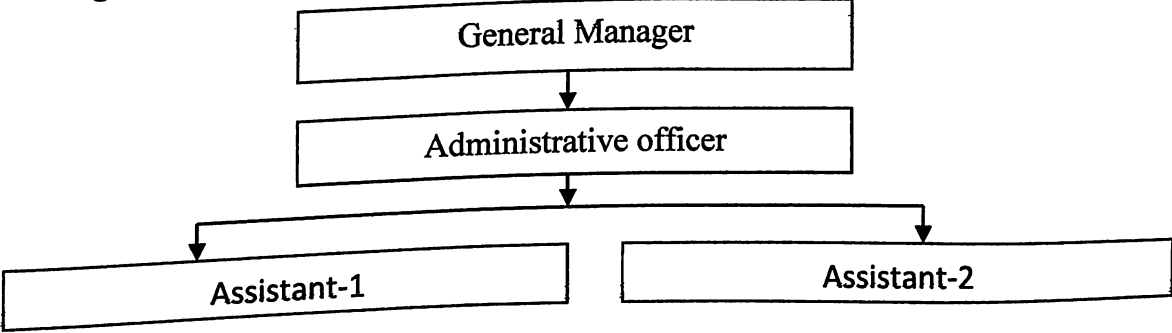 General Manager
Administrative officer
Assistant-1
Assistant-2